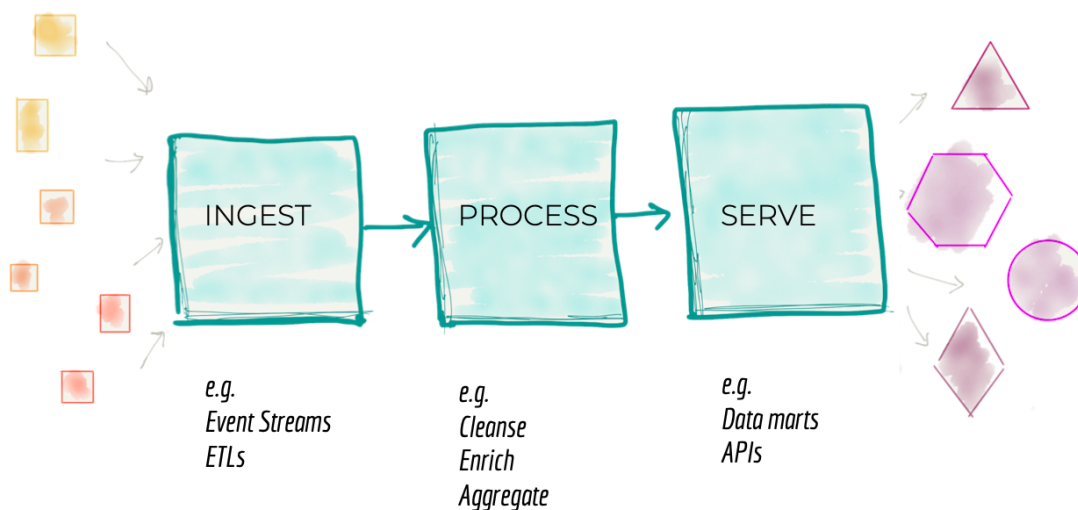 INGEST
PROCESS
SERVE
e.g.
Event Streams
ETLs
e.g.
Cleanse
Enrich
Aggregate
e.g.
Data marts
APIs